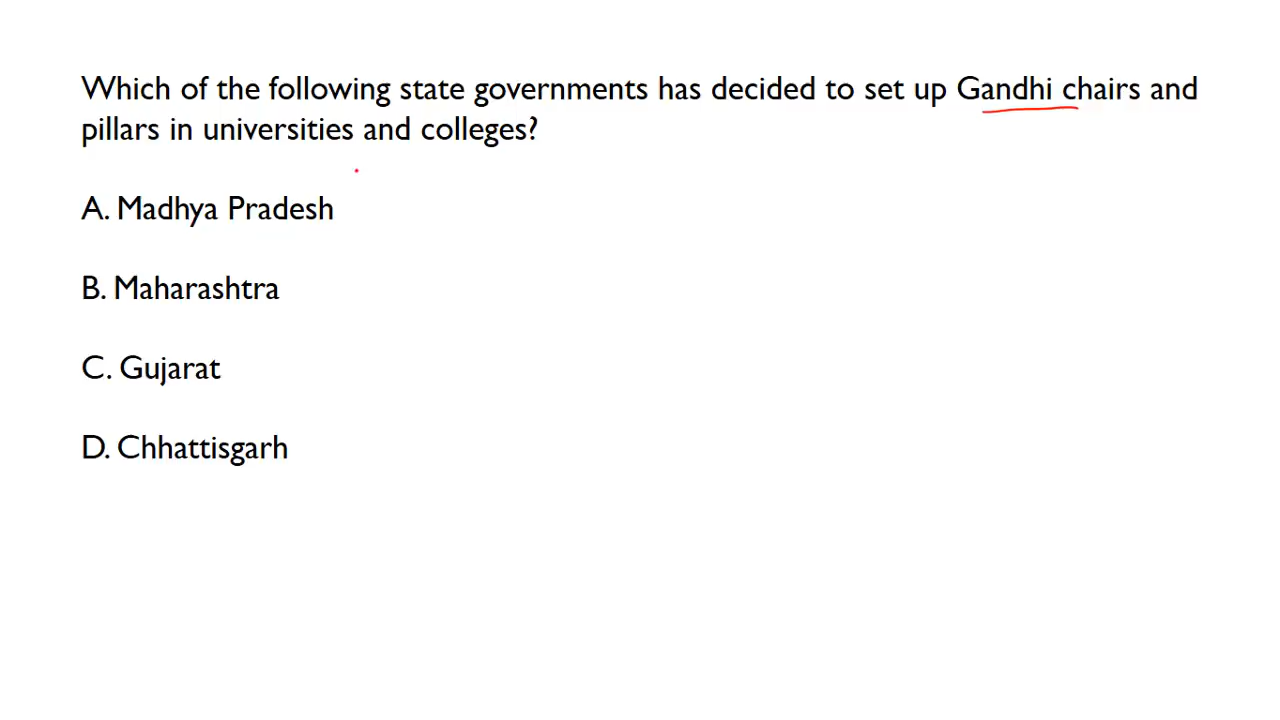 Which of the following state governments has decided to set up Gandhi chairs and
pillars in universities and colleges?
A. Madhya Pradesh
B. Maharashtra
C. Gujarat
D. Chhattisgarh